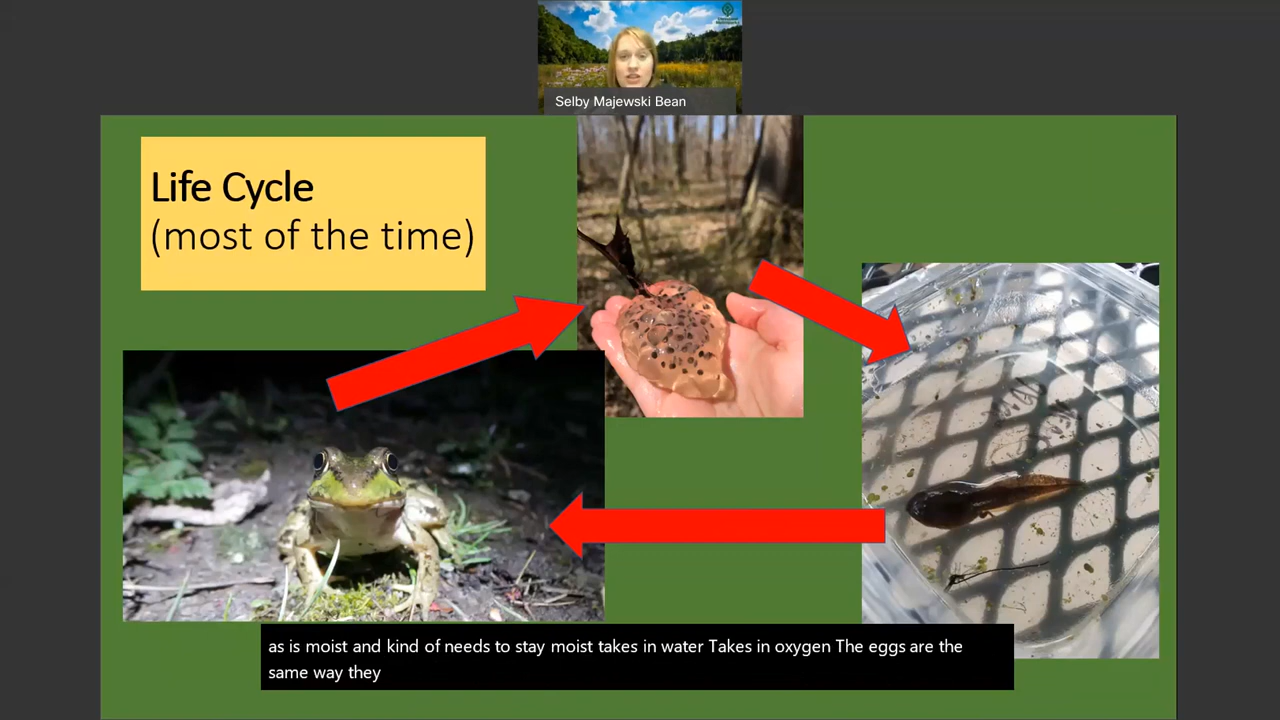 Selby Majewski Bean
Life Cycle
(most of the time)
as is moist and kind of needs to stay moist takes in water Takes in oxygen The eggs are the
same way they